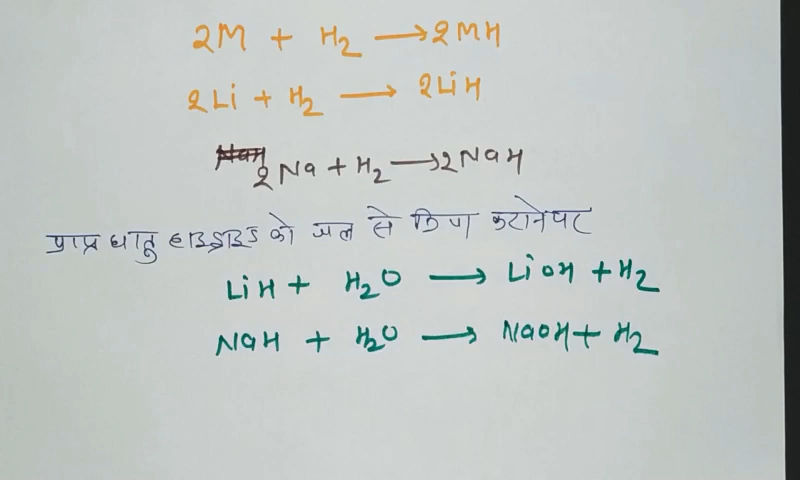 2M + H₂ → 2MH
2Li + H₂ → 2LiH
2Na + H₂ → 2NaH
प्राप्त धातु हाइड्राइड को जल से क्रिया कराने पर
LiH + H₂O → LiOH + H₂
NaH + H₂O → NaOH + H₂